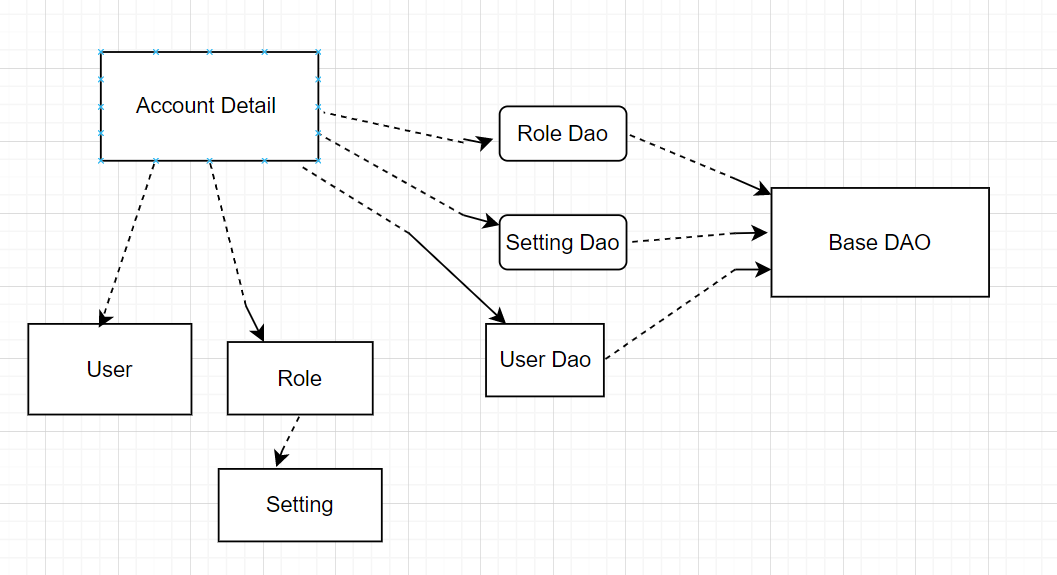 Account Detail
Role Dao
Setting Dao
Base DAO
User Dao
User
Role
Setting